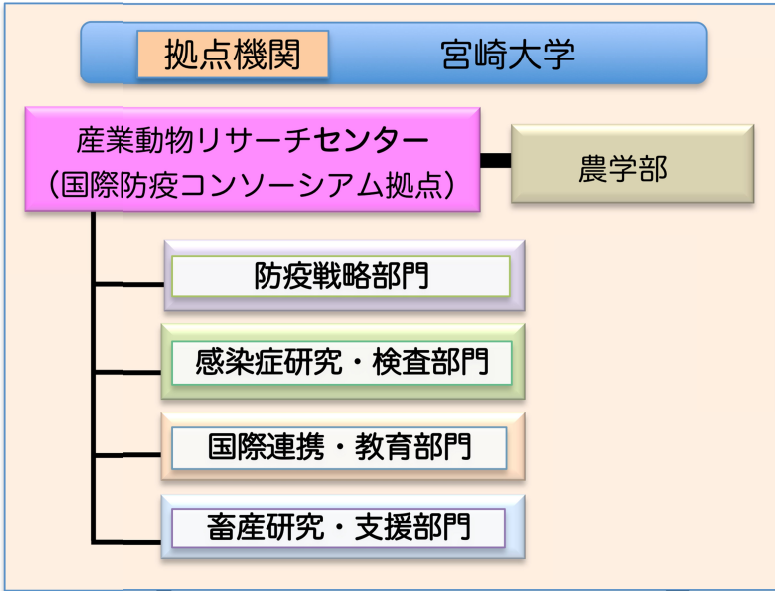 拠点機関 宮崎大学
産業動物リサーチセンター
（国際防疫コンソーシアム拠点）
農学部
防疫戦略部門
感染症研究・検査部門
国際連携・教育部門
畜産研究・支援部門